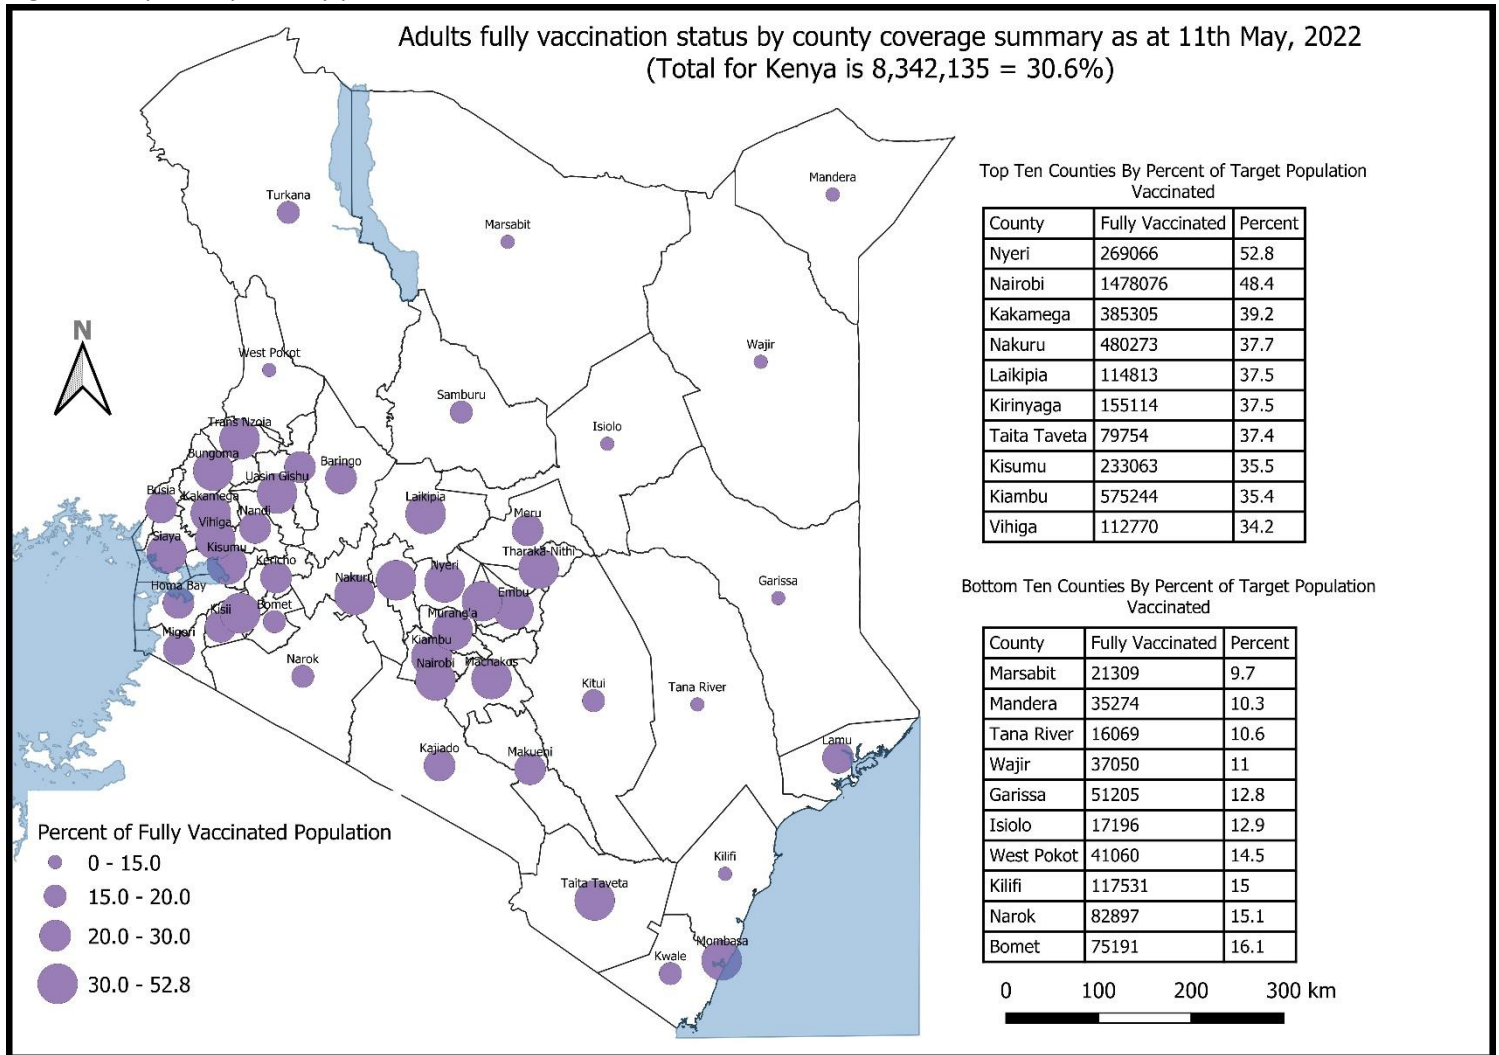 Adults fully vaccination status by county coverage summary as at 11th May, 2022
(Total for Kenya is 8,342,135 = 30.6%)
Turkana
Marsabit
Mandera
West Pokot
Samburu
Wajir
Isiolo
Trans Nzoia
Bungoma
Uasin Gishu
Baringo
Busia
Kakamega
Laikipia
Vihiga
Nandi
Meru
Siaya
Kisumu
Tharaka-Nithi
Kericho
Nakuru
Nyeri
Homa Bay
Garissa
Embu
Kisii
Bomet
Murang'a
Migori
Kiambu
Narok
Nairobi
Machakos
Kitui
Tana River
Kajiado
Makueni
Lamu
Kilifi
Taita Taveta
Mombasa
Kwale
N
Percent of Fully Vaccinated Population
0 - 15.0
15.0 - 20.0
20.0 - 30.0
30.0 - 52.8
Top Ten Counties By Percent of Target Population
Vaccinated
County Fully Vaccinated Percent
Nyeri 269066 52.8
Nairobi 1478076 48.4
Kakamega 385305 39.2
Nakuru 480273 37.7
Laikipia 114813 37.5
Kirinyaga 155114 37.5
Taita Taveta 79754 37.4
Kisumu 233063 35.5
Kiambu 575244 35.4
Vihiga 112770 34.2
Bottom Ten Counties By Percent of Target Population
Vaccinated
County Fully Vaccinated Percent
Marsabit 21309 9.7
Mandera 35274 10.3
Tana River 16069 10.6
Wajir 37050 11
Garissa 51205 12.8
Isiolo 17196 12.9
West Pokot 41060 14.5
Kilifi 117531 15
Narok 82897 15.1
Bomet 75191 16.1
0 100 200 300 km